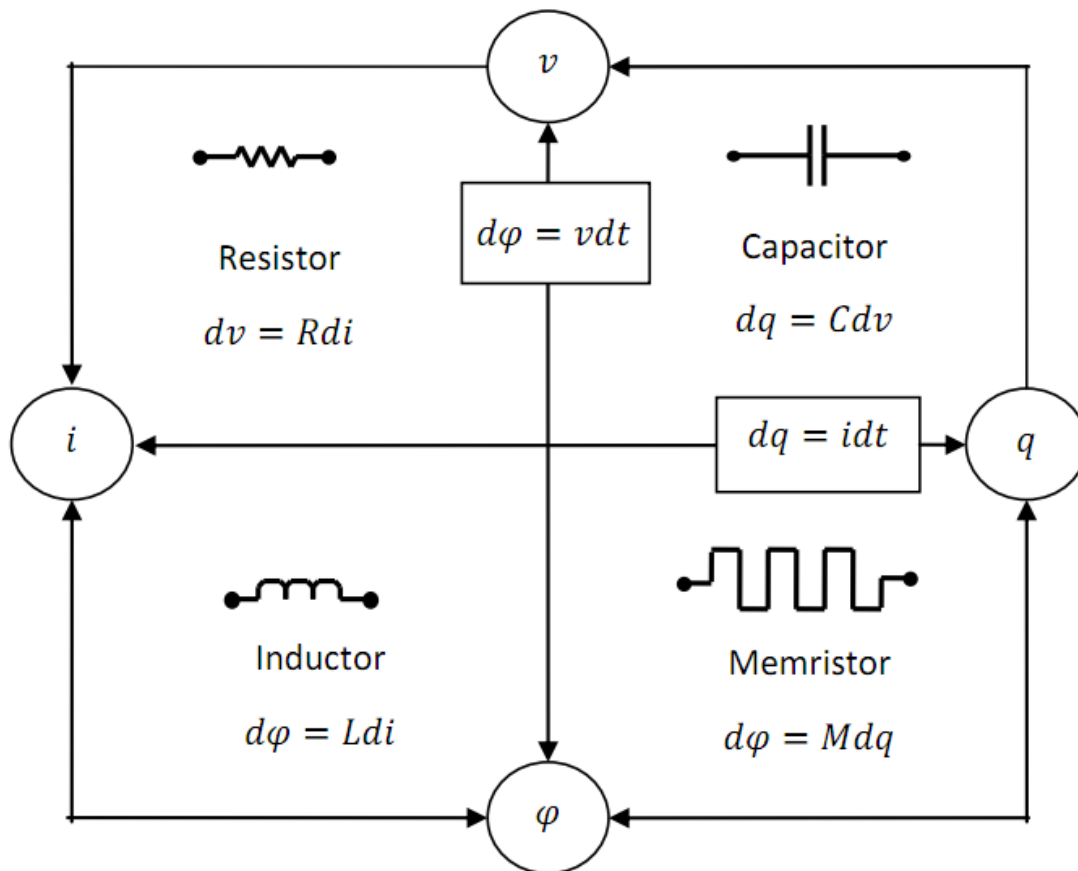 v
dφ = vdt
Resistor
dv = Rdi
Capacitor
dq = Cdv
i
dq = idt
q
Inductor
dφ = Ldi
Memristor
dφ = Mdq
φ